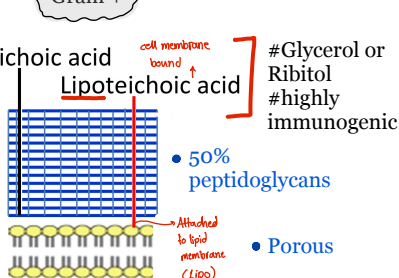 Gram +
cell membrane
bound ↑
ichoic acid
Lipoteichoic acid
#Glycerol or
Ribitol
#highly
immunogenic
• 50%
peptidoglycans
Attached
to lipid
membrane
(Lipo)
• Porous